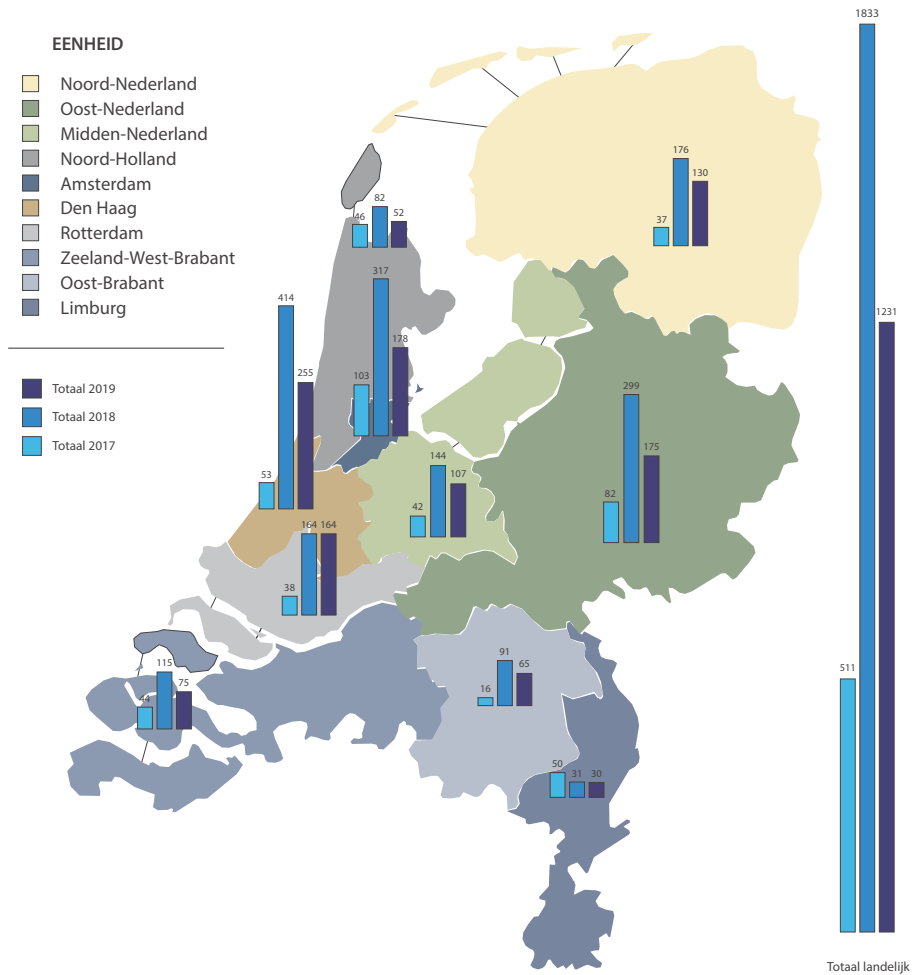 EENHEID
Noord-Nederland
Oost-Nederland
Midden-Nederland
Noord-Holland
Amsterdam
Den Haag
Rotterdam
Zeeland-West-Brabant
Oost-Brabant
Limburg
Totaal 2019
Totaal 2018
Totaal 2017
37 176 130
46 82 52
103 317 178
53 414 255
42 144 107
82 299 175
38 164 164
44 115 75
16 91 65
50 31 30
511 1833 1231
Totaal landelijk